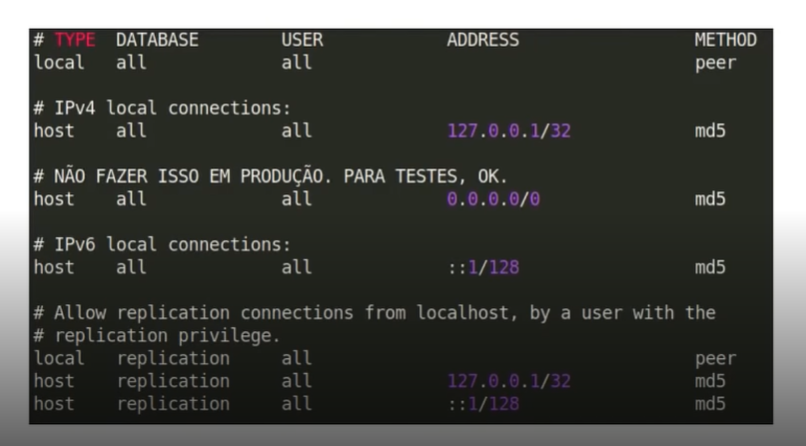 # TYPE DATABASE USER ADDRESS METHOD
local all all peer
# IPv4 local connections:
host all all 127.0.0.1/32 md5
# NÃO FAZER ISSO EM PRODUÇÃO. PARA TESTES, OK.
host all all 0.0.0.0/0 md5
# IPv6 local connections:
host all all ::1/128 md5
# Allow replication connections from localhost, by a user with the
# replication privilege.
local replication all peer
host replication all 127.0.0.1/32 md5
host replication all ::1/128 md5